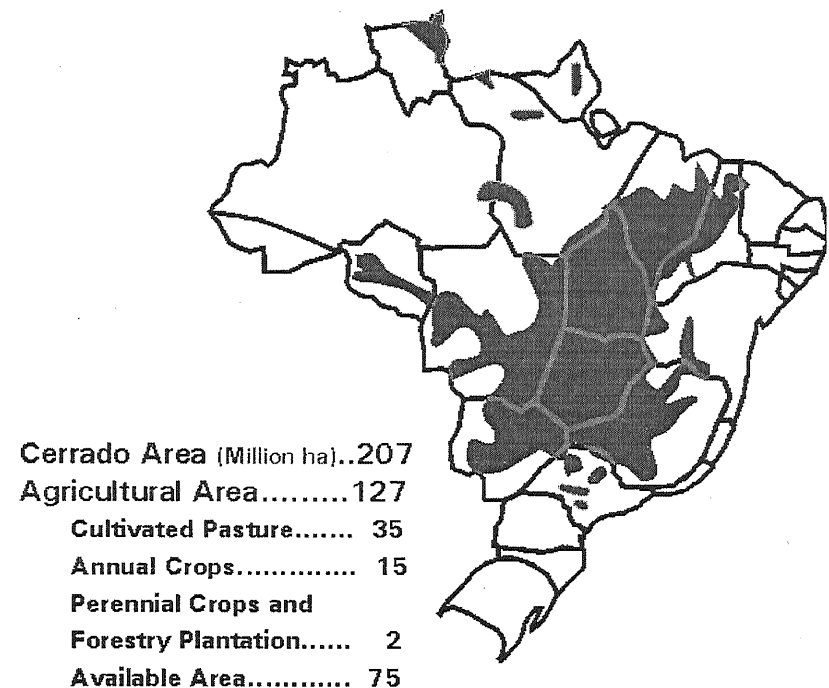 Cerrado Area (Million ha)..207
Agricultural Area.........127
Cultivated Pasture....... 35
Annual Crops.............. 15
Perennial Crops and
Forestry Plantation...... 2
Available Area............ 75